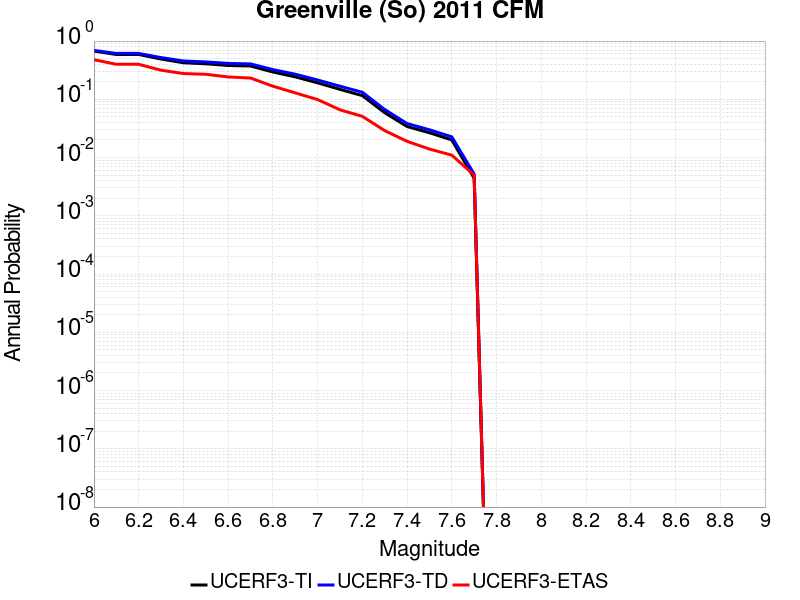 Greenville (So) 2011 CFM
10^0
10^-1
10^-2
10^-3
10^-4
10^-5
10^-6
10^-7
10^-8
Annual Probability
6 6.2 6.4 6.6 6.8 7 7.2 7.4 7.6 7.8 8 8.2 8.4 8.6 8.8 9
Magnitude
UCERF3-TI UCERF3-TD UCERF3-ETAS